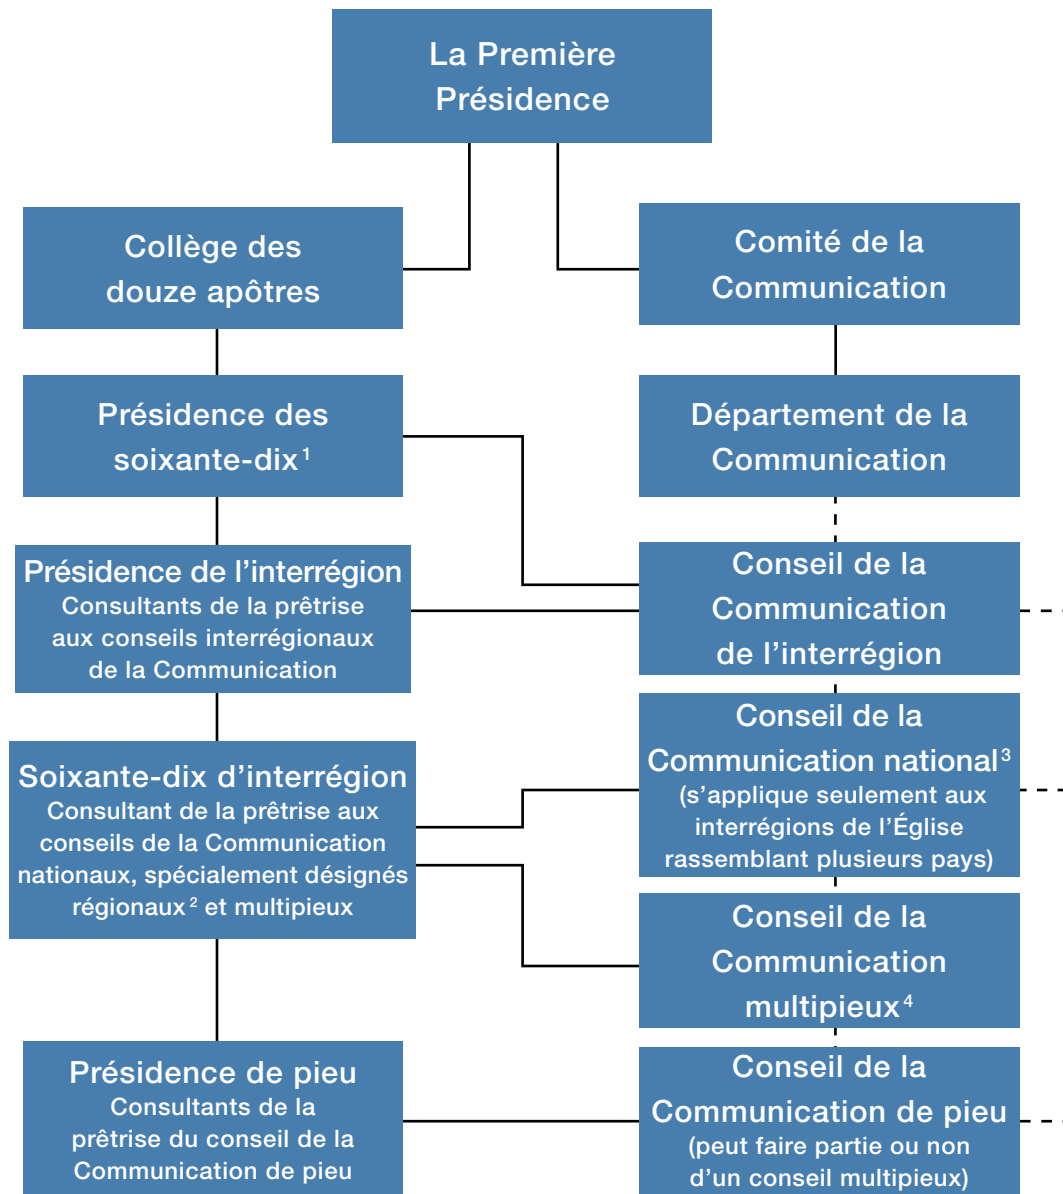 La Première
Présidence
Collège des
douze apôtres
Comité de la
Communication
Présidence des
soixante-dix¹
Département de la
Communication
Présidence de l’interrégion
Consultants de la prêtrise
aux conseils interrégionaux
de la Communication
Conseil de la
Communication
de l’interrégion
Soixante-dix d’interrégion
Consultant de la prêtrise aux
conseils de la Communication
nationaux, spécialement désignés
régionaux² et multipieux
Conseil de la
Communication national³
(s’applique seulement aux
interrégions de l’Église
rassemblant plusieurs pays)
Conseil de la
Communication
multipieux⁴
Présidence de pieu
Consultants de la
prêtrise du conseil de la
Communication de pieu
Conseil de la
Communication de pieu
(peut faire partie ou non
d’un conseil multipieux)